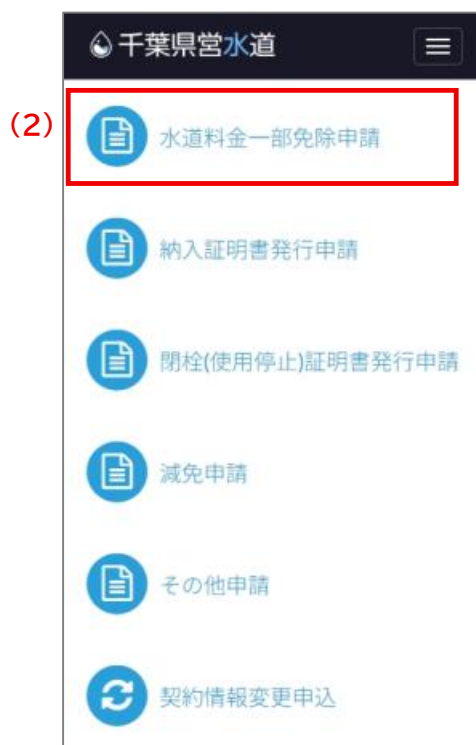 千葉県営水道
(2)
水道料金一部免除申請
納入証明書発行申請
閉栓(使用停止)証明書発行申請
減免申請
その他申請
契約情報変更申込